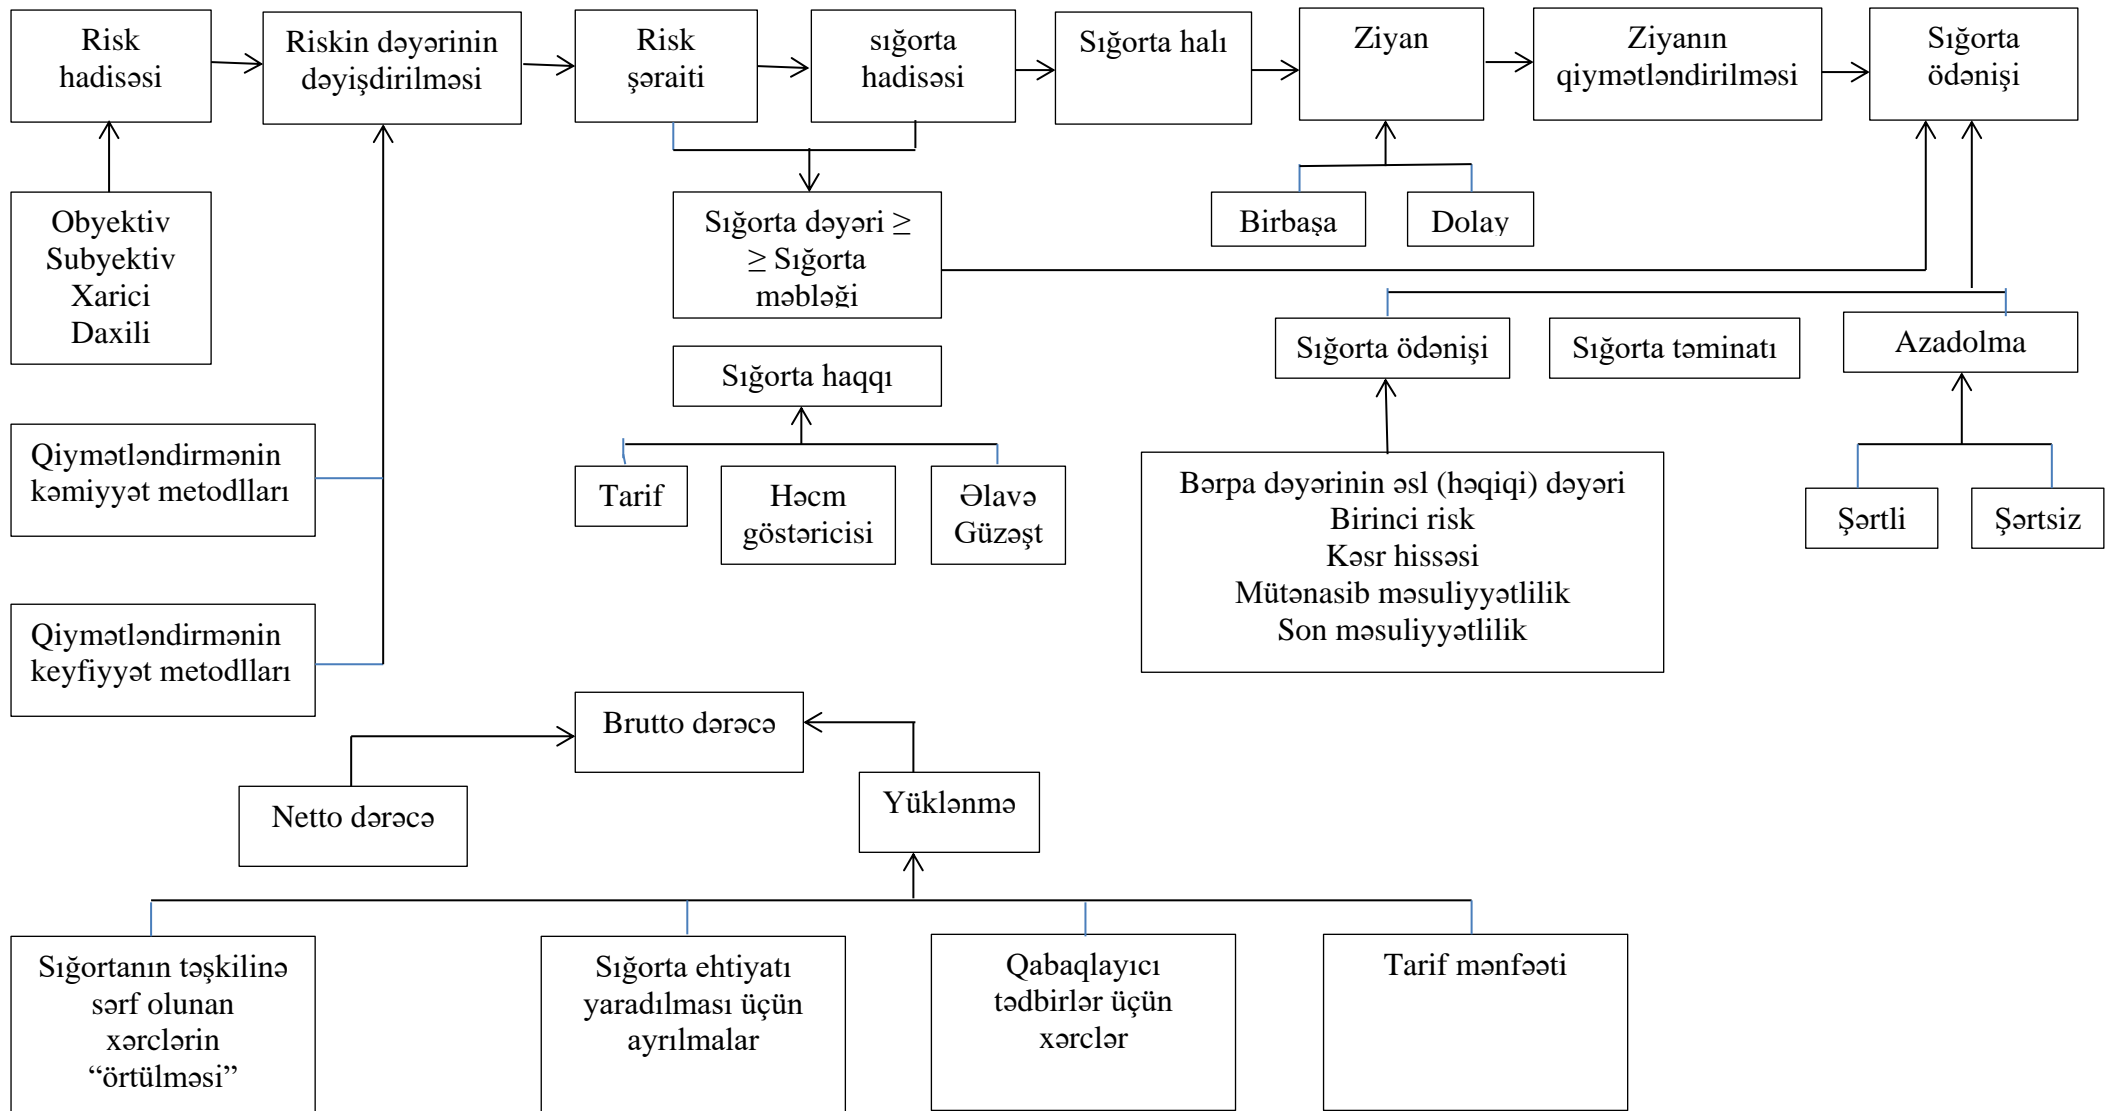 Risk
hadisəsi
Riskin dəyərinin
dəyişdirilməsi
Risk
şəraiti
sığorta
hadisəsi
Sığorta halı
Ziyan
Ziyanın
qiymətləndirilməsi
Sığorta
ödənişi
Obyektiv
Subyektiv
Xarici
Daxili
Sığorta dəyəri ≥
≥ Sığorta
məbləği
Birbaşa
Dolay
Sığorta haqqı
Sığorta ödənişi
Sığorta təminatı
Azadolma
Qiymətləndirmənin
kəmiyyət metodlları
Tarif
Həcm
göstəricisi
Əlavə
Güzəşt
Bərpa dəyərinin əsl (həqiqi) dəyəri
Birinci risk
Kəsr hissəsi
Mütənasib məsuliyyətlilik
Son məsuliyyətlilik
Şərtli
Şərtsiz
Qiymətləndirmənin
keyfiyyət metodlları
Brutto dərəcə
Netto dərəcə
Yüklənmə
Sığortanın təşkilinə
sərf olunan
xərclərin
“örtülməsi”
Sığorta ehtiyatı
yaradılması üçün
ayrılmalar
Qabaqlayıcı
tədbirlər üçün
xərclər
Tarif mənfəəti